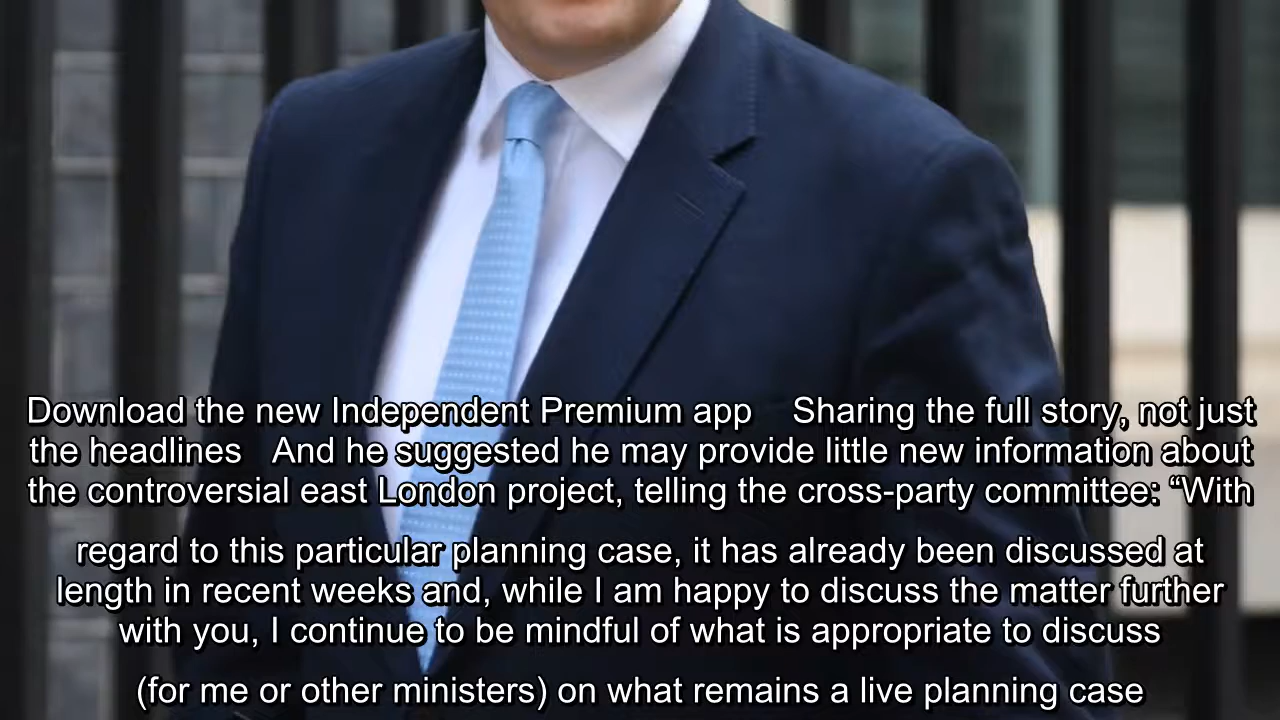 Download the new Independent Premium app    Sharing the full story, not just
the headlines   And he suggested he may provide little new information about
the controversial east London project, telling the cross-party committee: “With
regard to this particular planning case, it has already been discussed at
length in recent weeks and, while I am happy to discuss the matter further
with you, I continue to be mindful of what is appropriate to discuss
(for me or other ministers) on what remains a live planning case